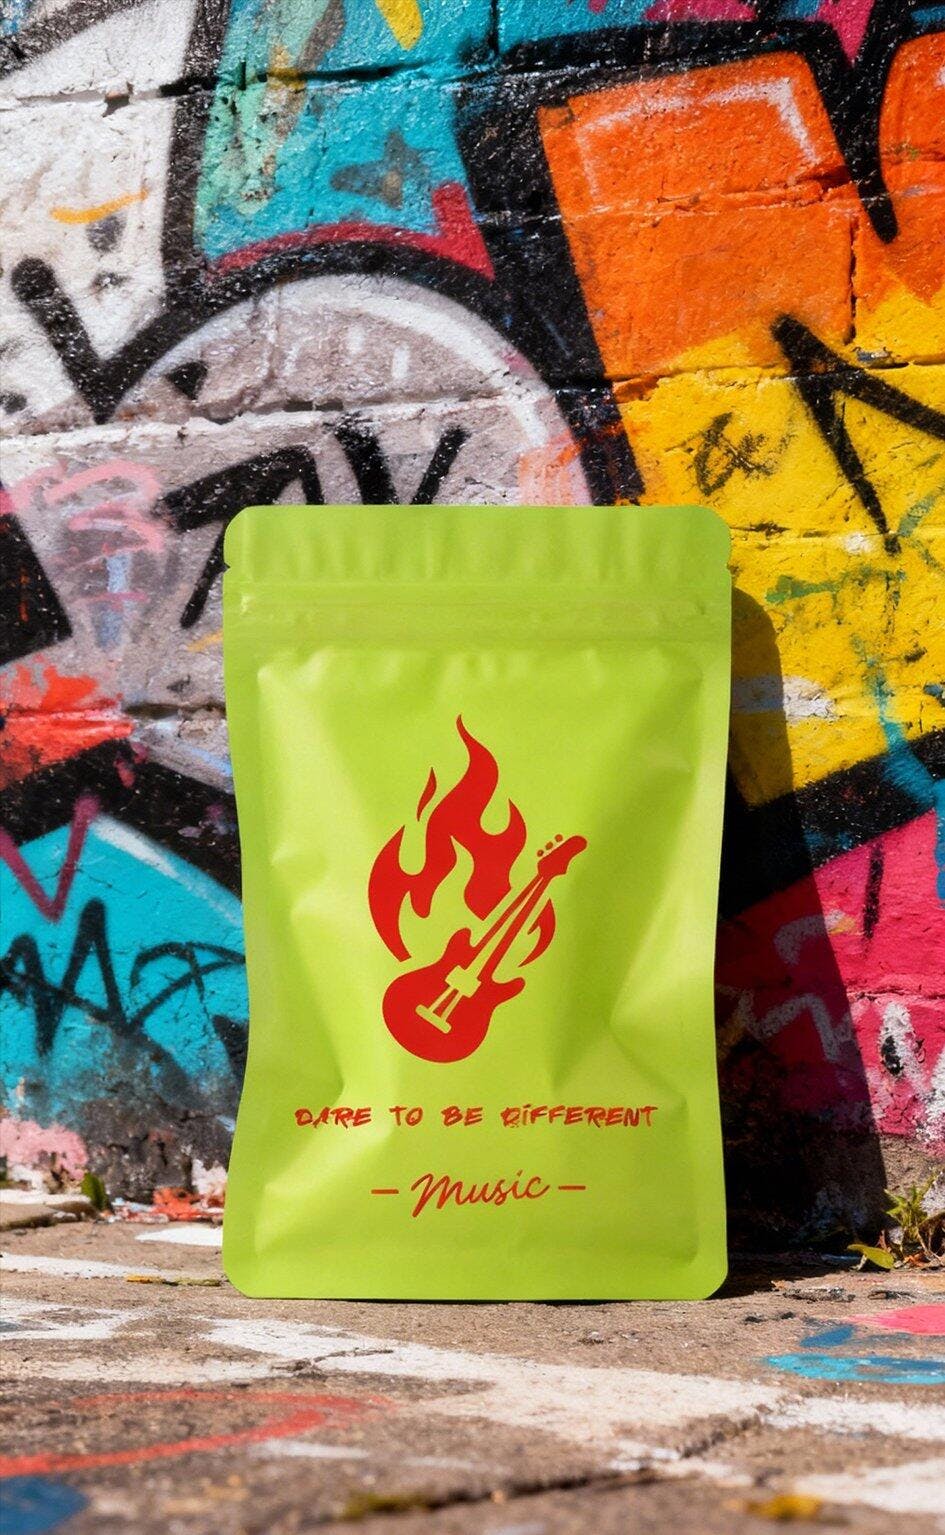 DARE TO BE DIFFERENT
— Music —